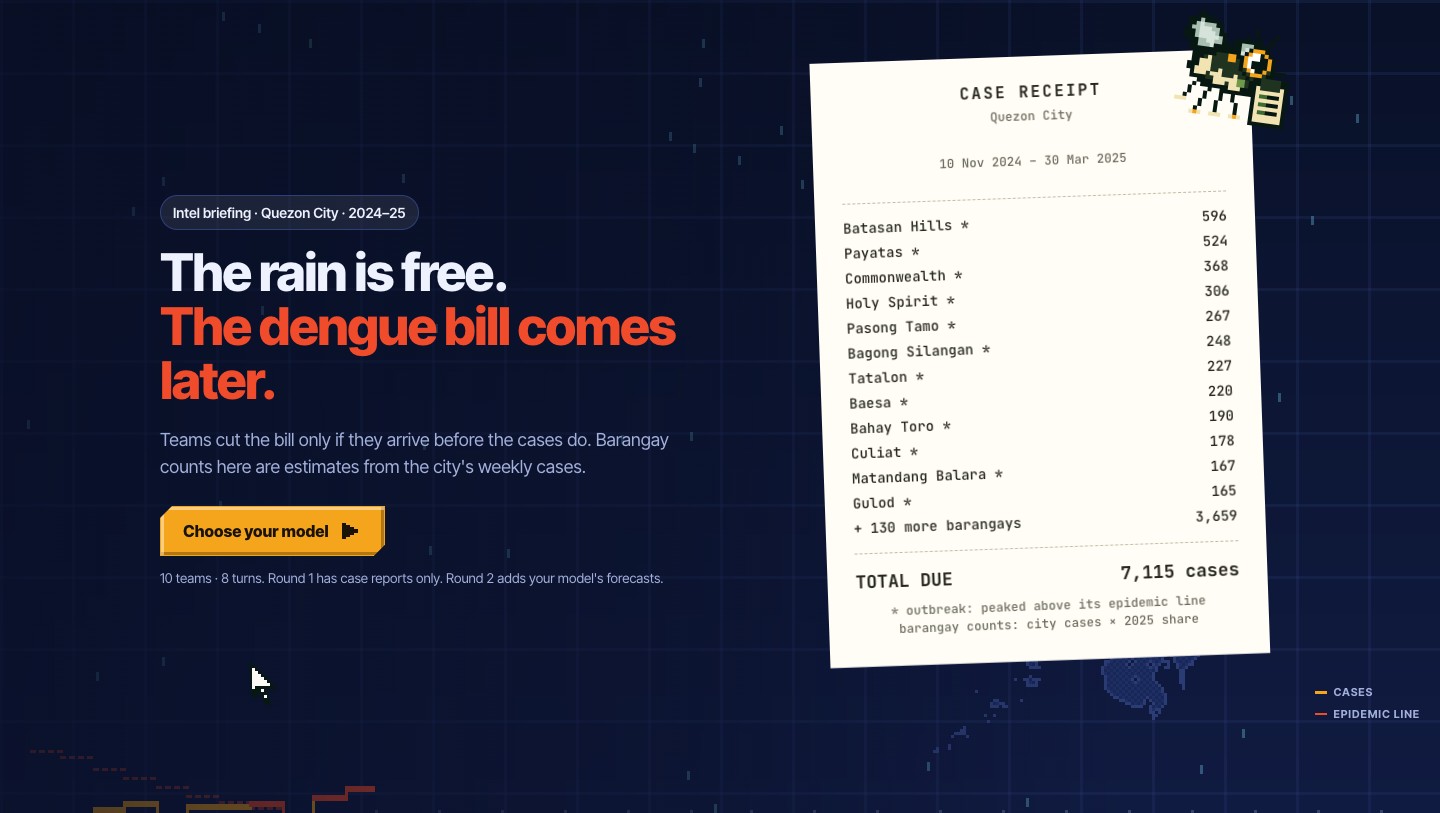 Intel briefing · Quezon City · 2024–25
The rain is free.
The dengue bill comes
later.
Teams cut the bill only if they arrive before the cases do. Barangay
counts here are estimates from the city's weekly cases.
Choose your model
10 teams · 8 turns. Round 1 has case reports only. Round 2 adds your model's forecasts.
CASE RECEIPT
Quezon City
10 Nov 2024 – 30 Mar 2025
Batasan Hills * 596
Payatas * 524
Commonwealth * 368
Holy Spirit * 306
Pasong Tamo * 267
Bagong Silangan * 248
Tatalon * 227
Baesa * 220
Bahay Toro * 190
Culiat * 178
Matandang Balara * 167
Gulod * 165
+ 130 more barangays 3,659
TOTAL DUE 7,115 cases
* outbreak: peaked above its epidemic line
barangay counts: city cases × 2025 share
CASES
EPIDEMIC LINE